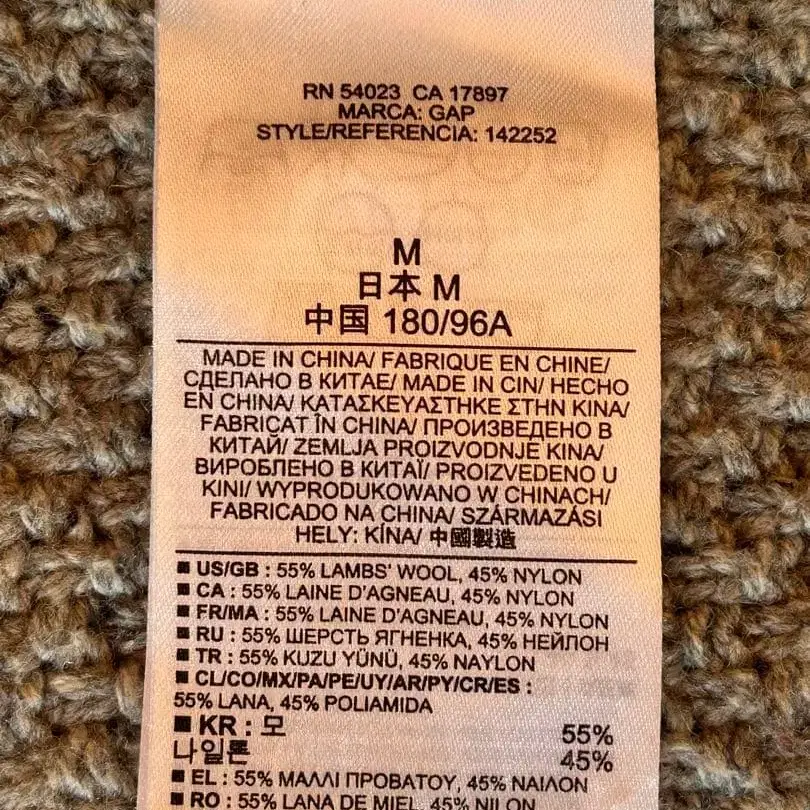 RN 54023 CA 17897
MARCA: GAP
STYLE/REFERENCIA: 142252
M
日本 M
中国 180/96A
MADE IN CHINA/ FABRIQUE EN CHINE/
СДЕЛАНО В КИТАЕ/ MADE IN CIN/ HECHO
EN CHINA/ ΚΑΤΑΣΚΕΥΑΣΤΗΚΕ ΣΤΗΝ ΚΙΝΑ/
FABRICAT ÎN CHINA/ ПРОИЗВЕДЕНО В
КИТАЙ/ ZEMLJA PROIZVODNJE KINA/
ВИРОБЛЕНО В КИТАЇ/ PROIZVEDENO U
KINI/ WYPRODUKOWANO W CHINACH/
FABRICADO NA CHINA/ SZÁRMAZÁSI
HELY: KÍNA/ 中國製造
■ US/GB : 55% LAMBS' WOOL, 45% NYLON
■ CA : 55% LAINE D'AGNEAU, 45% NYLON
■ FR/MA : 55% LAINE D'AGNEAU, 45% NYLON
■ RU : 55% ШЕРСТЬ ЯГНЕНКА, 45% НЕЙЛОН
■ TR : 55% KUZU YÜNÜ, 45% NAYLON
■ CL/CO/MX/PA/PE/UY/AR/PY/CR/ES :
55% LANA, 45% POLIAMIDA
■ KR : 모 55%
나일론 45%
■ EL : 55% ΜΑΛΛΙ ΠΡΟΒΑΤΟΥ, 45% ΝΑΙΛΟΝ
■ RO : 55% LANA DE MIEL, 45% NILON